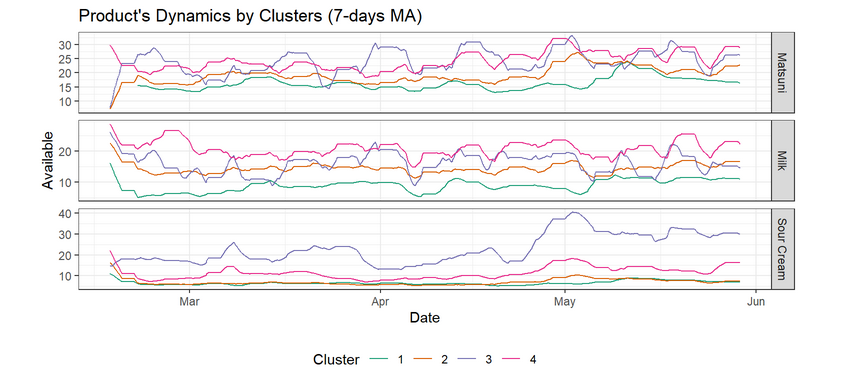 Product's Dynamics by Clusters (7-days MA)
Available
30
25
20
15
10
Matsuni
20
10
Milk
40
30
20
10
Sour Cream
Mar
Apr
May
Jun
Date
Cluster 1 2 3 4